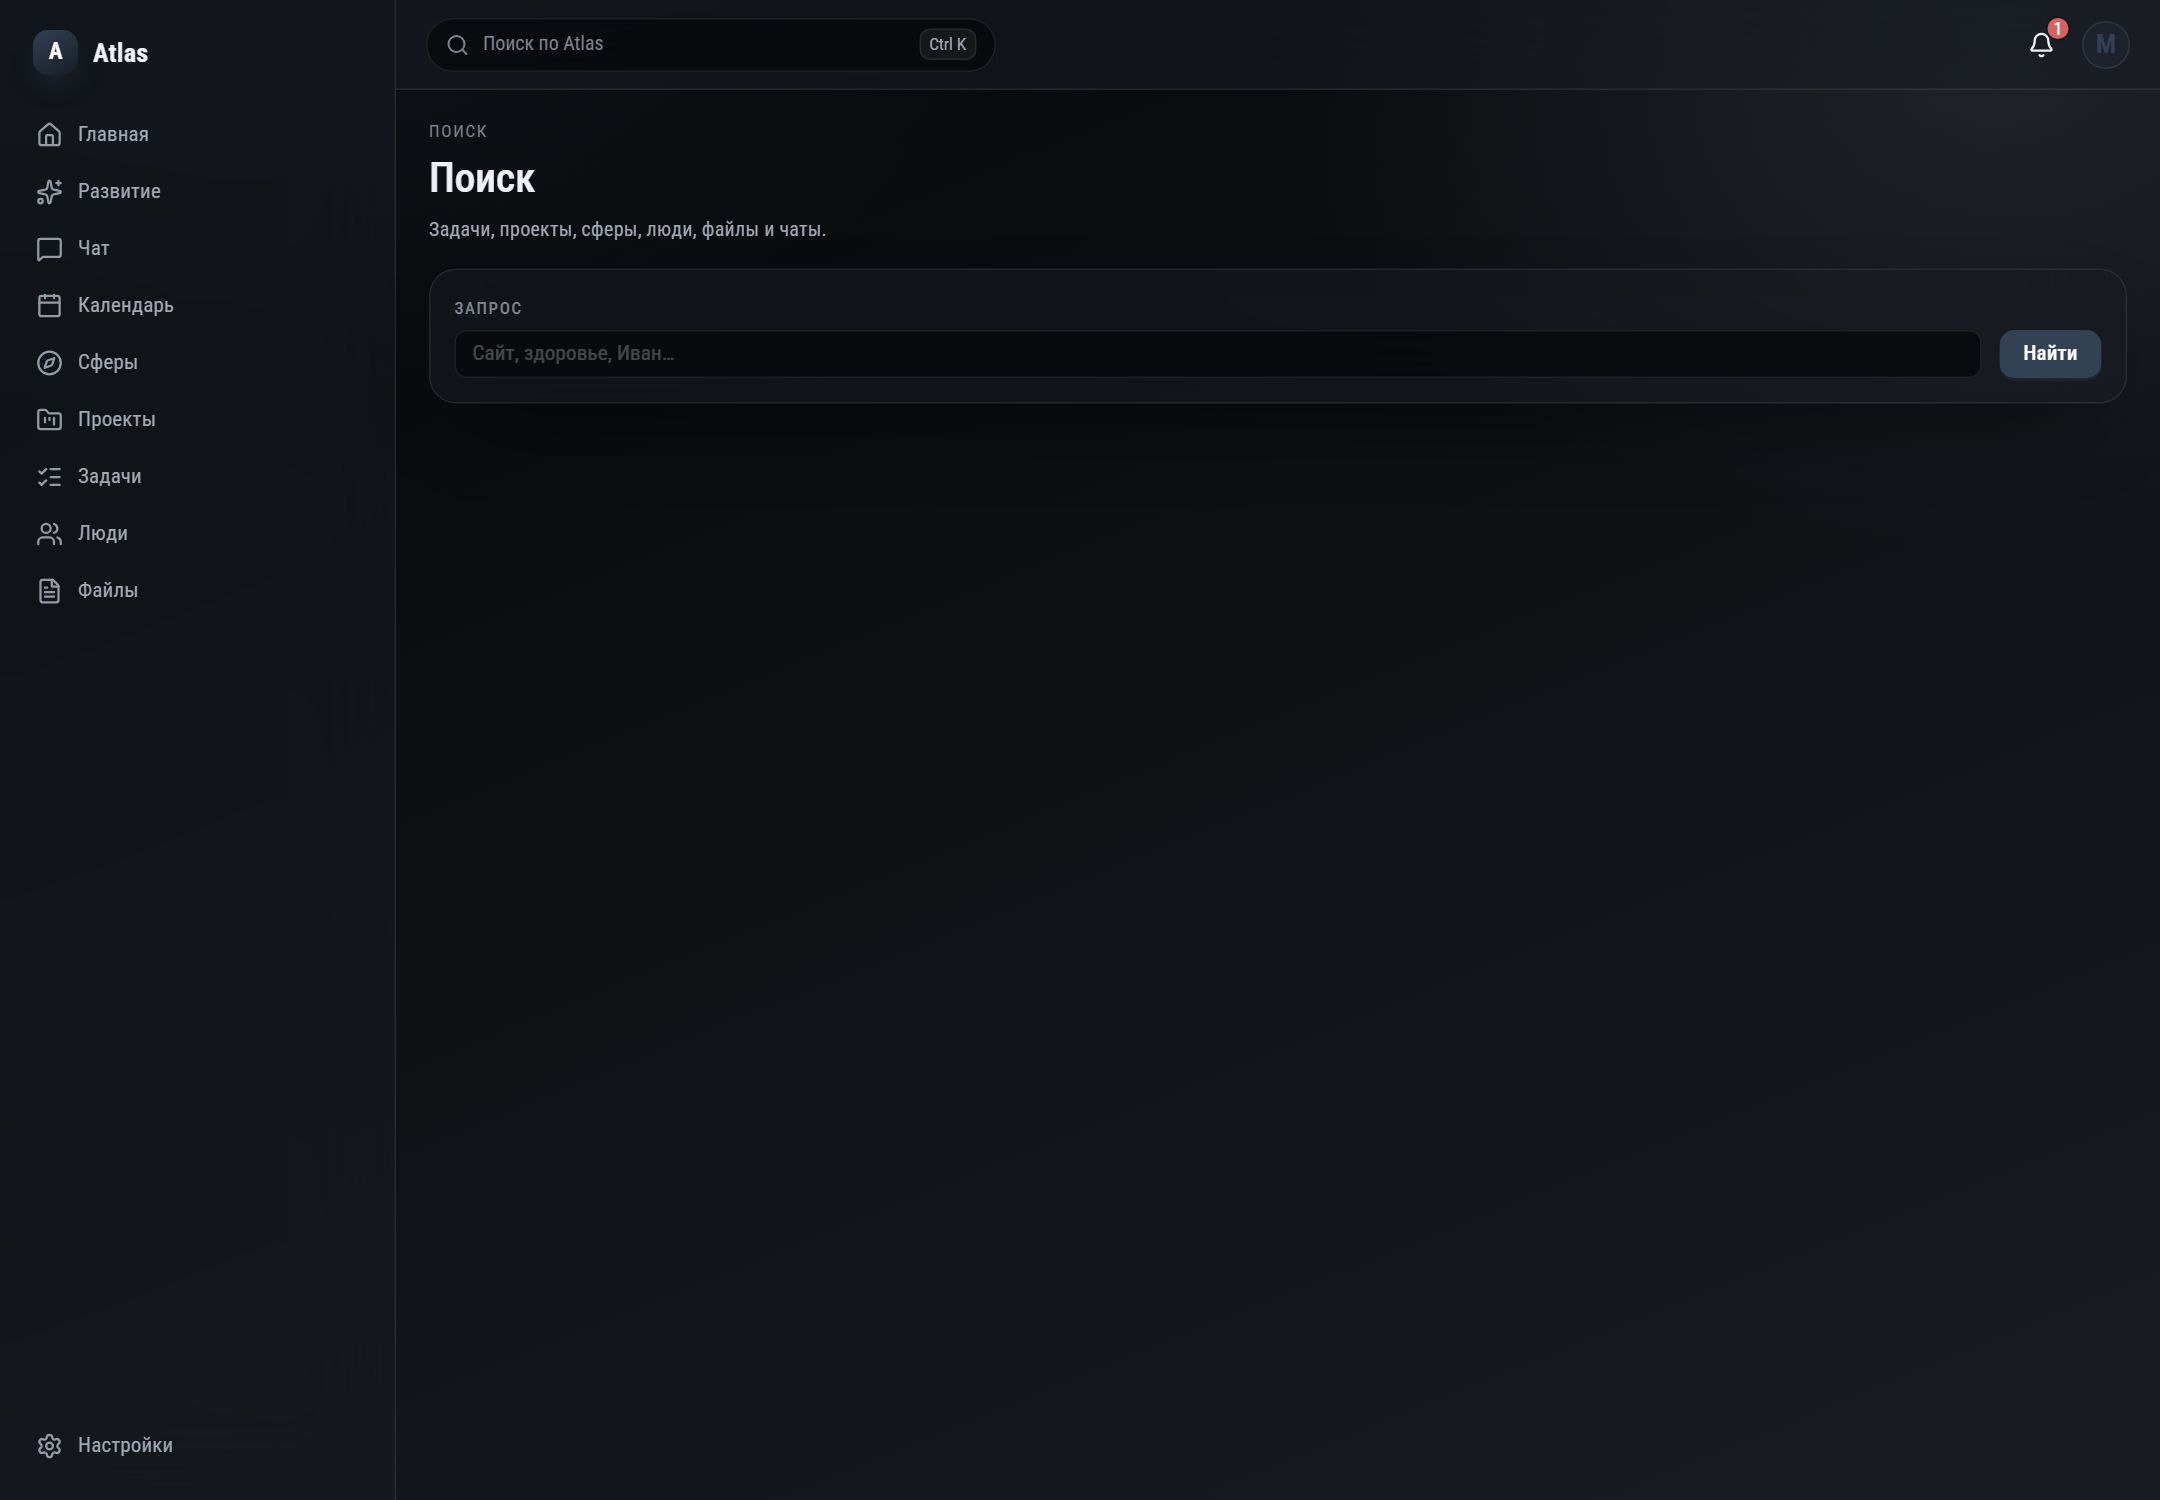 A Atlas
Главная
Развитие
Чат
Календарь
Сферы
Проекты
Задачи
Люди
Файлы
Настройки
Поиск по Atlas Ctrl K
1 M
ПОИСК
Поиск
Задачи, проекты, сферы, люди, файлы и чаты.
ЗАПРОС
Сайт, здоровье, Иван… Найти